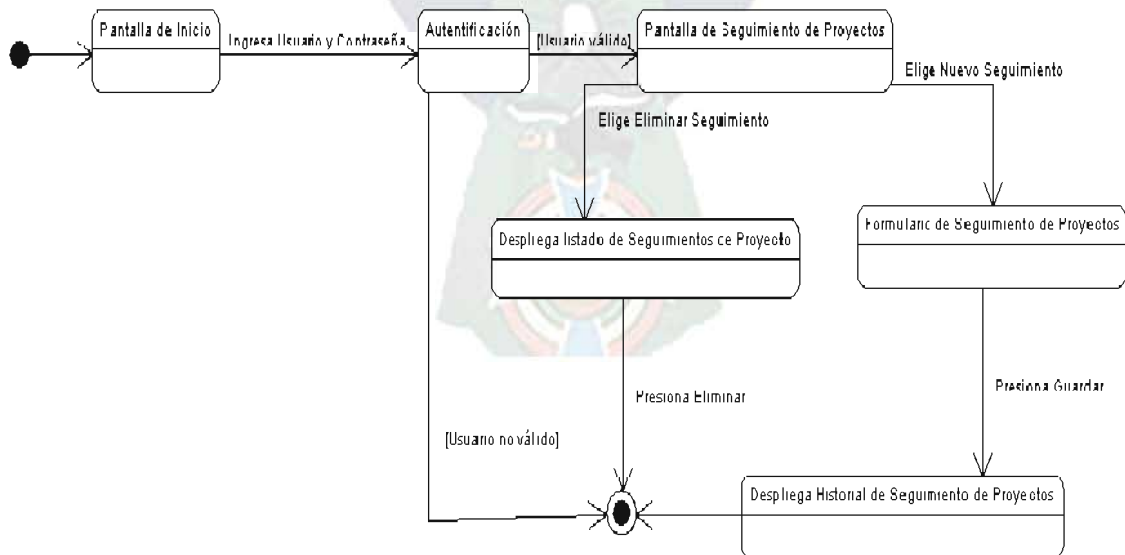 Pantalla de Inicio
Ingresa Usuario y Contraseña
Autentificación
[Usuario válido]
Pantalla de Seguimiento de Proyectos
Elige Nuevo Seguimiento
Elige Eliminar Seguimiento
Despliega listado de Seguimientos de Proyecto
Formulario de Seguimiento de Proyectos
Presiona Eliminar
Presiona Guardar
[Usuario no válido]
Despliega Historial de Seguimiento de Proyectos